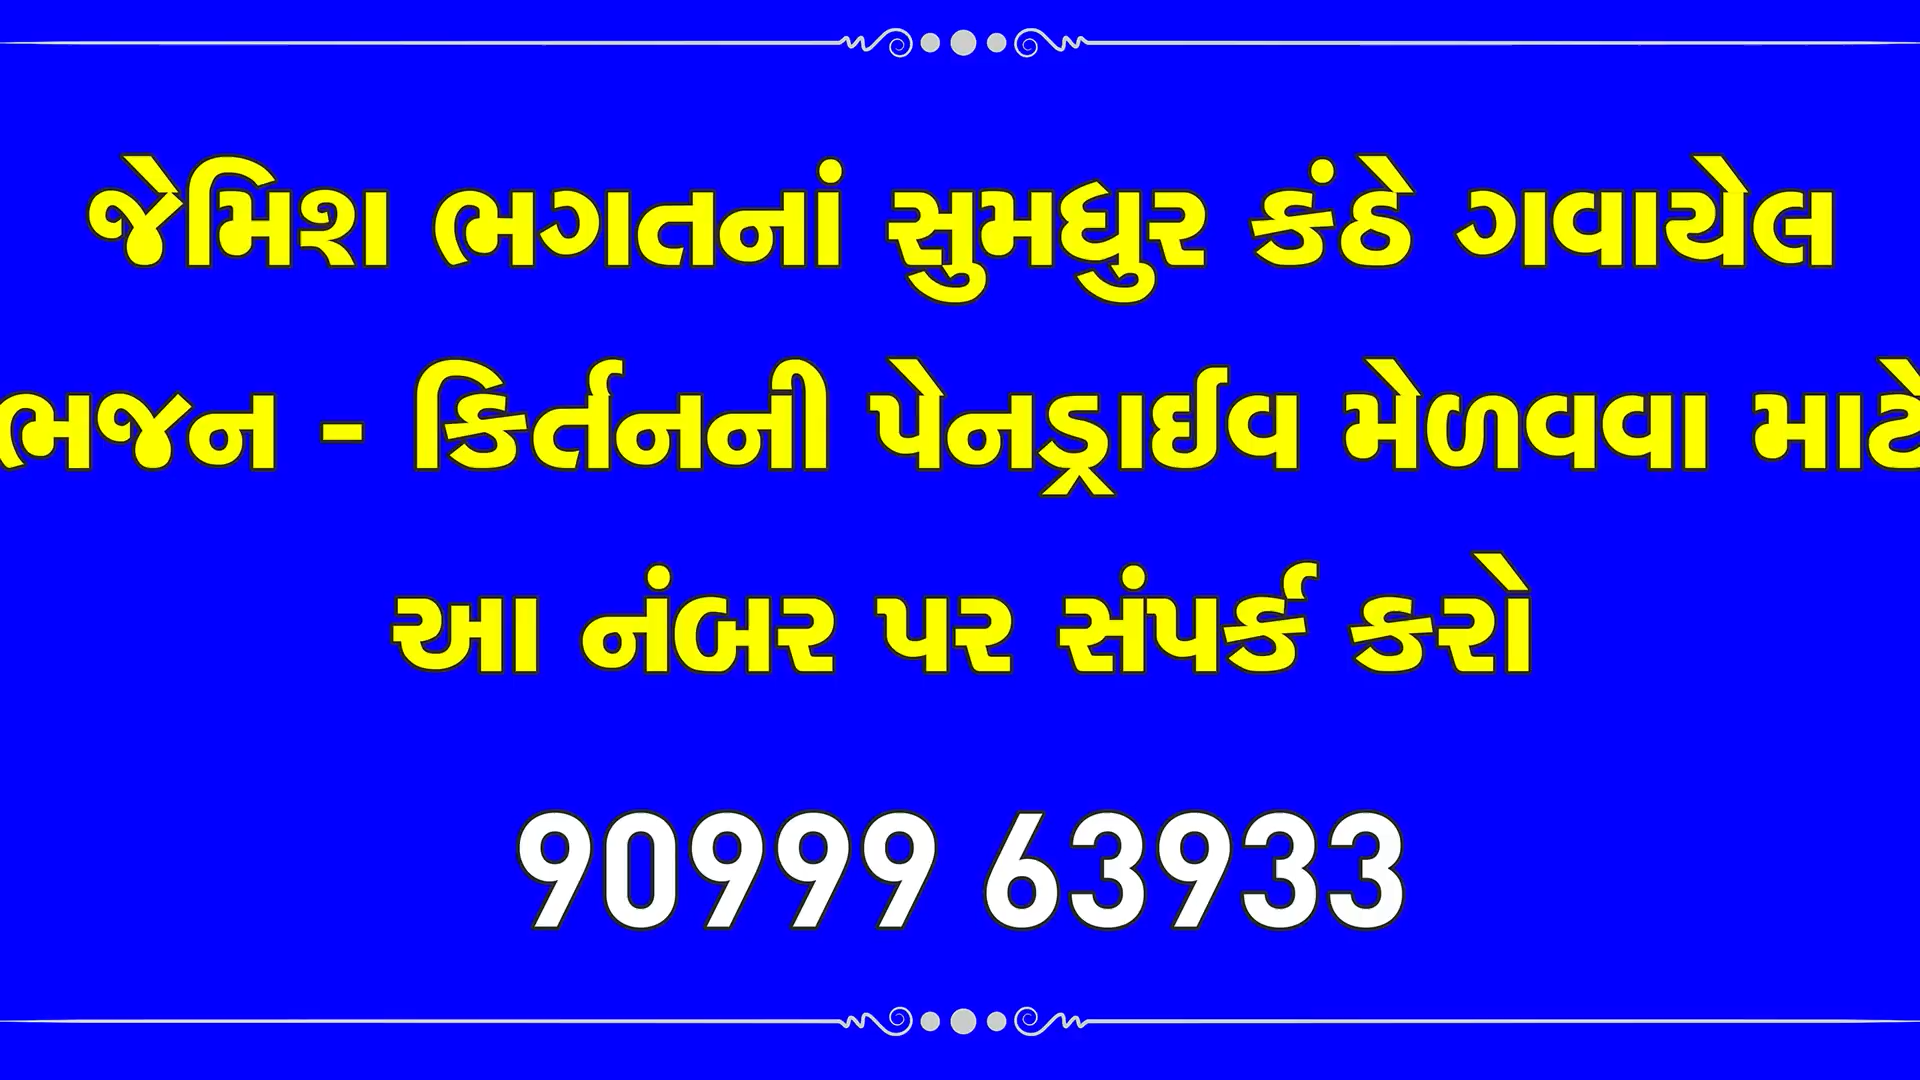 જેમિશ ભગતનાં સુમધુર કંઠે ગવાયેલ
ભજન - કિર્તનની પેનડ્રાઈવ મેળવવા માટે
આ નંબર પર સંપર્ક કરો
90999 63933